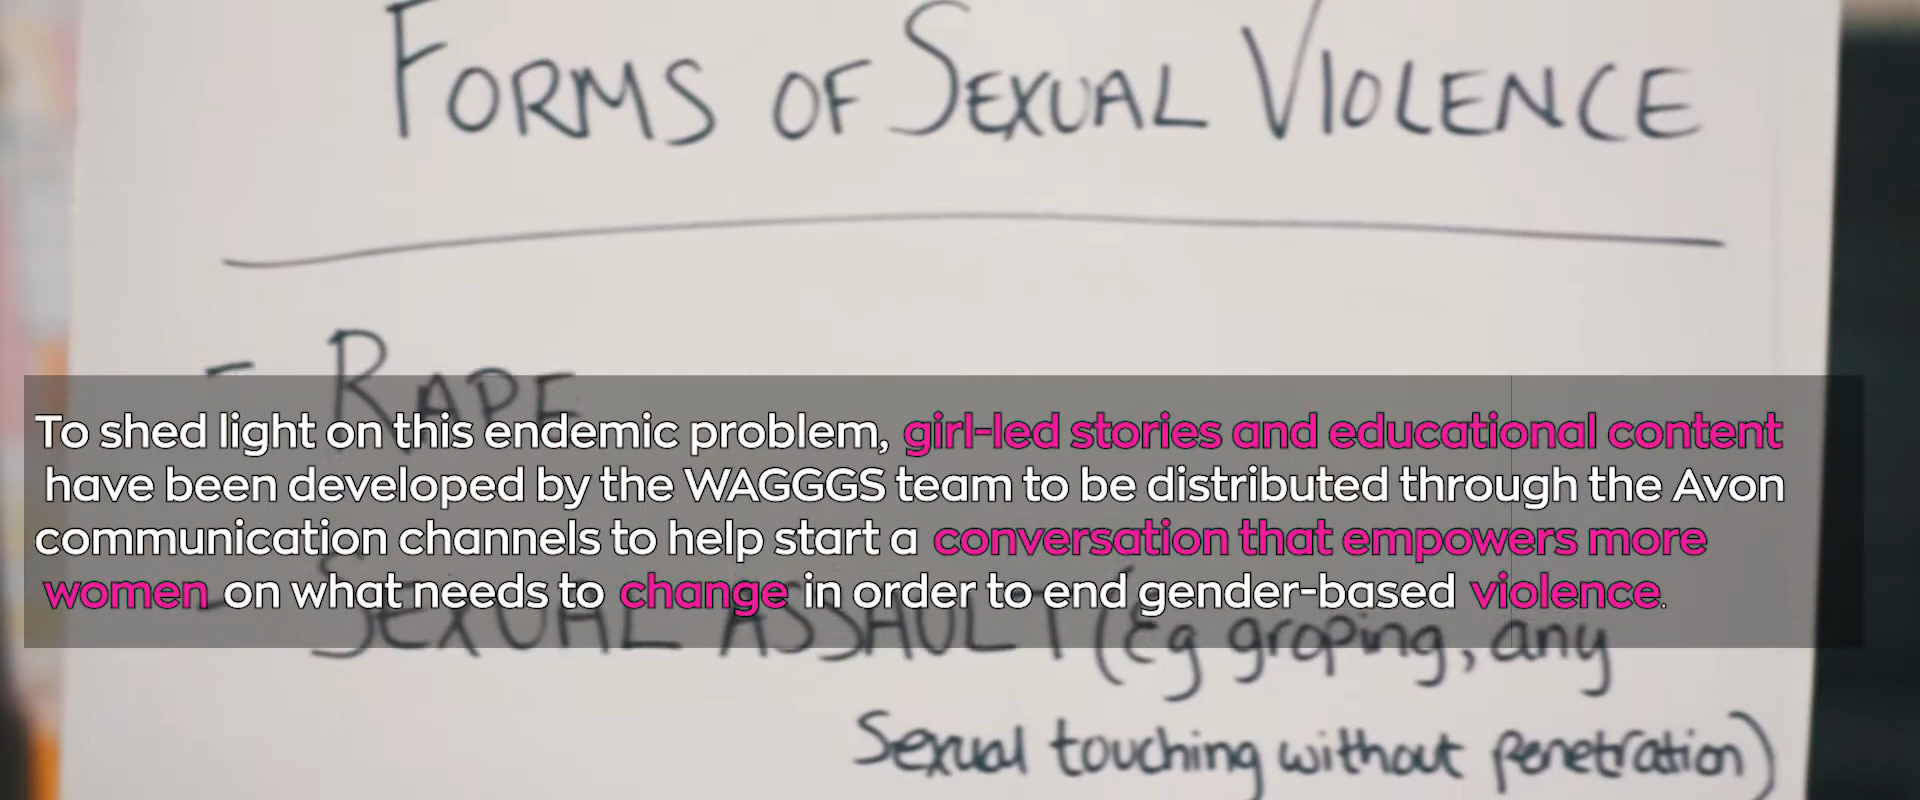 FORMS OF SEXUAL VIOLENCE
- RAPE
To shed light on this endemic problem, girl-led stories and educational content
have been developed by the WAGGGS team to be distributed through the Avon
communication channels to help start a conversation that empowers more
women on what needs to change in order to end gender-based violence.
- SEXUAL ASSAULT (Eg groping, any
Sexual touching without penetration)